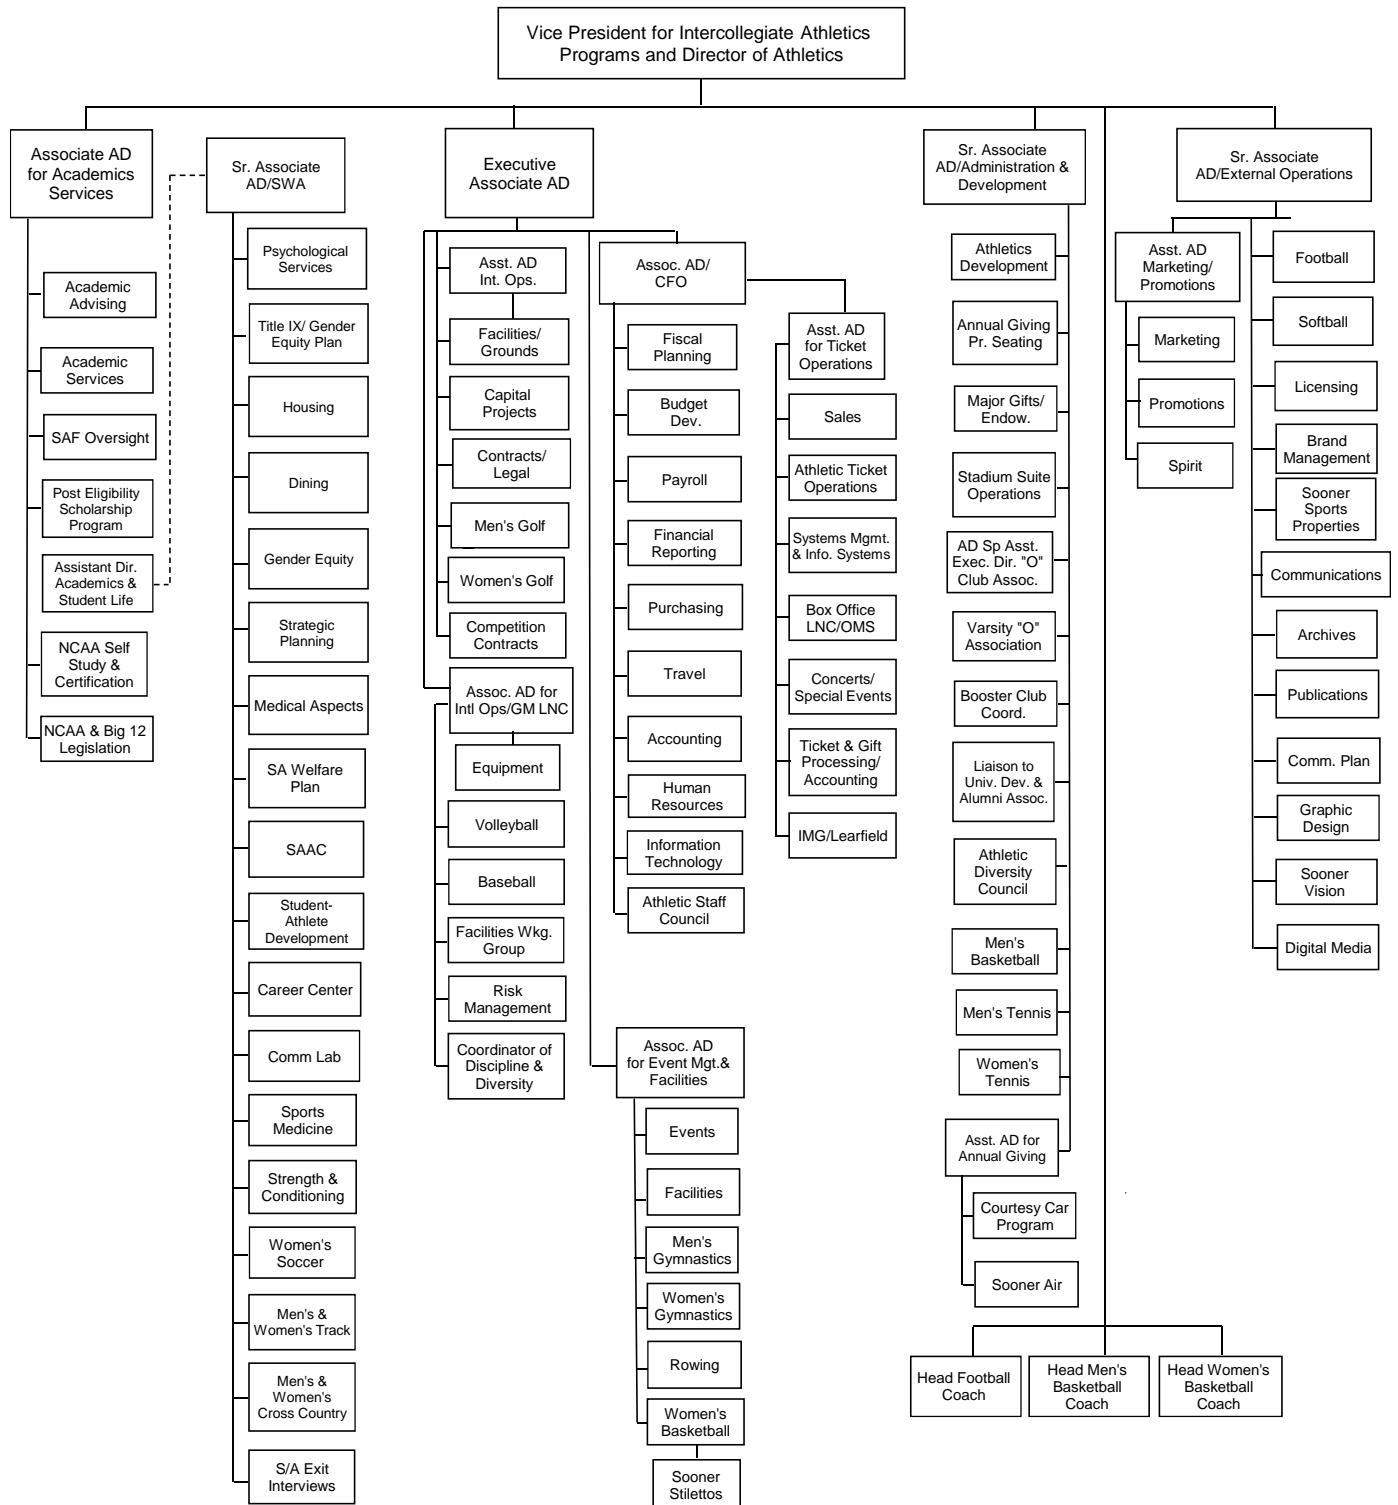 Vice President for Intercollegiate Athletics
Programs and Director of Athletics
Associate AD
for Academics
Services
Academic
Advising
Academic
Services
SAF Oversight
Post Eligibility
Scholarship
Program
Assistant Dir.
Academics &
Student Life
NCAA Self
Study &
Certification
NCAA & Big 12
Legislation
Sr. Associate
AD/SWA
Psychological
Services
Title IX/ Gender
Equity Plan
Housing
Dining
Gender Equity
Strategic
Planning
Medical Aspects
SA Welfare
Plan
SAAC
Student-
Athlete
Development
Career Center
Comm Lab
Sports
Medicine
Strength &
Conditioning
Women's
Soccer
Men's &
Women's Track
Men's &
Women's
Cross Country
S/A Exit
Interviews
Executive
Associate AD
Asst. AD
Int. Ops.
Facilities/
Grounds
Capital
Projects
Contracts/
Legal
Men's Golf
Women's Golf
Competition
Contracts
Assoc. AD for
Intl Ops/GM LNC
Equipment
Volleyball
Baseball
Facilities Wkg.
Group
Risk
Management
Coordinator of
Discipline &
Diversity
Assoc. AD/
CFO
Fiscal
Planning
Budget
Dev.
Payroll
Financial
Reporting
Purchasing
Travel
Accounting
Human
Resources
Information
Technology
Athletic Staff
Council
Asst. AD
for Ticket
Operations
Sales
Athletic Ticket
Operations
Systems Mgmt.
& Info. Systems
Box Office
LNC/OMS
Concerts/
Special Events
Ticket & Gift
Processing/
Accounting
IMG/Learfield
Assoc. AD
for Event Mgt.&
Facilities
Events
Facilities
Men's
Gymnastics
Women's
Gymnastics
Rowing
Women's
Basketball
Sooner
Stilettos
Sr. Associate
AD/Administration &
Development
Athletics
Development
Annual Giving
Pr. Seating
Major Gifts/
Endow.
Stadium Suite
Operations
AD Sp Asst.
Exec. Dir. "O"
Club Assoc.
Varsity "O"
Association
Booster Club
Coord.
Liaison to
Univ. Dev. &
Alumni Assoc.
Athletic
Diversity
Council
Men's
Basketball
Men's Tennis
Women's
Tennis
Asst. AD for
Annual Giving
Courtesy Car
Program
Sooner Air
Head Football
Coach
Head Men's
Basketball
Coach
Head Women's
Basketball
Coach
Sr. Associate
AD/External Operations
Asst. AD
Marketing/
Promotions
Marketing
Promotions
Spirit
Football
Softball
Licensing
Brand
Management
Sooner
Sports
Properties
Communications
Archives
Publications
Comm. Plan
Graphic
Design
Sooner
Vision
Digital Media